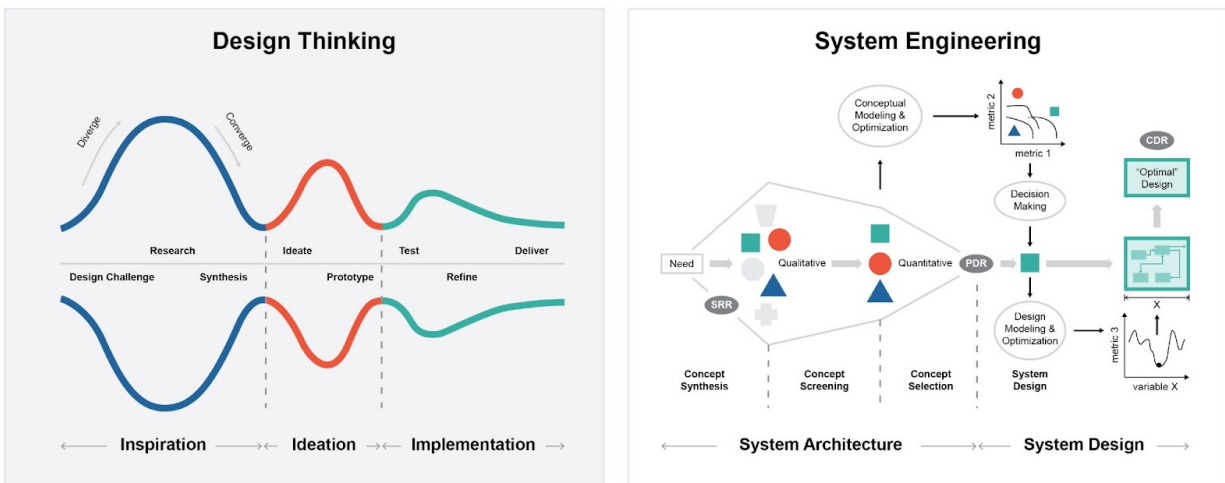 Design Thinking
Diverge
Converge
Research
Ideate
Test
Deliver
Design Challenge
Synthesis
Prototype
Refine
Inspiration
Ideation
Implementation
System Engineering
Conceptual
Modeling &
Optimization
metric 2
metric 1
CDR
"Optimal"
Design
Decision
Making
Need
Qualitative
Quantitative
PDR
SRR
X
Design
Modeling &
Optimization
metric 3
variable X
Concept
Synthesis
Concept
Screening
Concept
Selection
System
Design
System Architecture
System Design